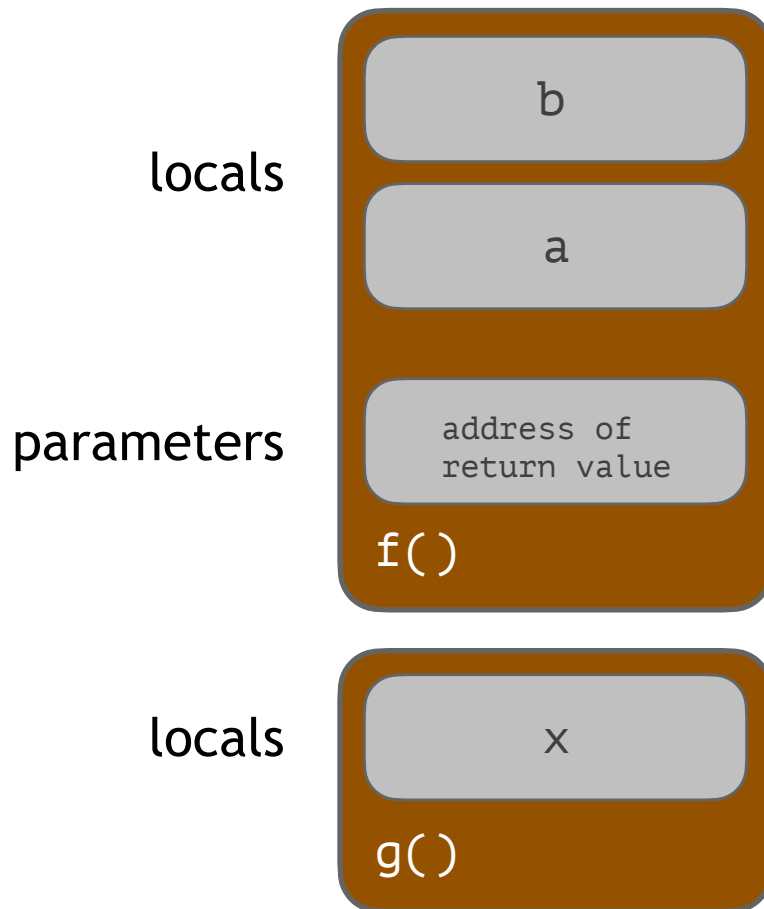 b
locals
a
parameters
address of
return value
f()
locals
x
g()